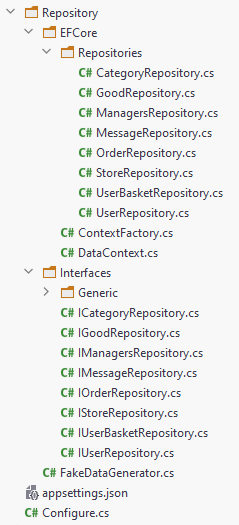 Repository
EFCore
Repositories
C# CategoryRepository.cs
C# GoodRepository.cs
C# ManagersRepository.cs
C# MessageRepository.cs
C# OrderRepository.cs
C# StoreRepository.cs
C# UserBasketRepository.cs
C# UserRepository.cs
C# ContextFactory.cs
C# DataContext.cs
Interfaces
Generic
C# ICategoryRepository.cs
C# IGoodRepository.cs
C# IManagersRepository.cs
C# IMessageRepository.cs
C# IOrderRepository.cs
C# IStoreRepository.cs
C# IUserBasketRepository.cs
C# IUserRepository.cs
C# FakeDataGenerator.cs
appsettings.json
C# Configure.cs